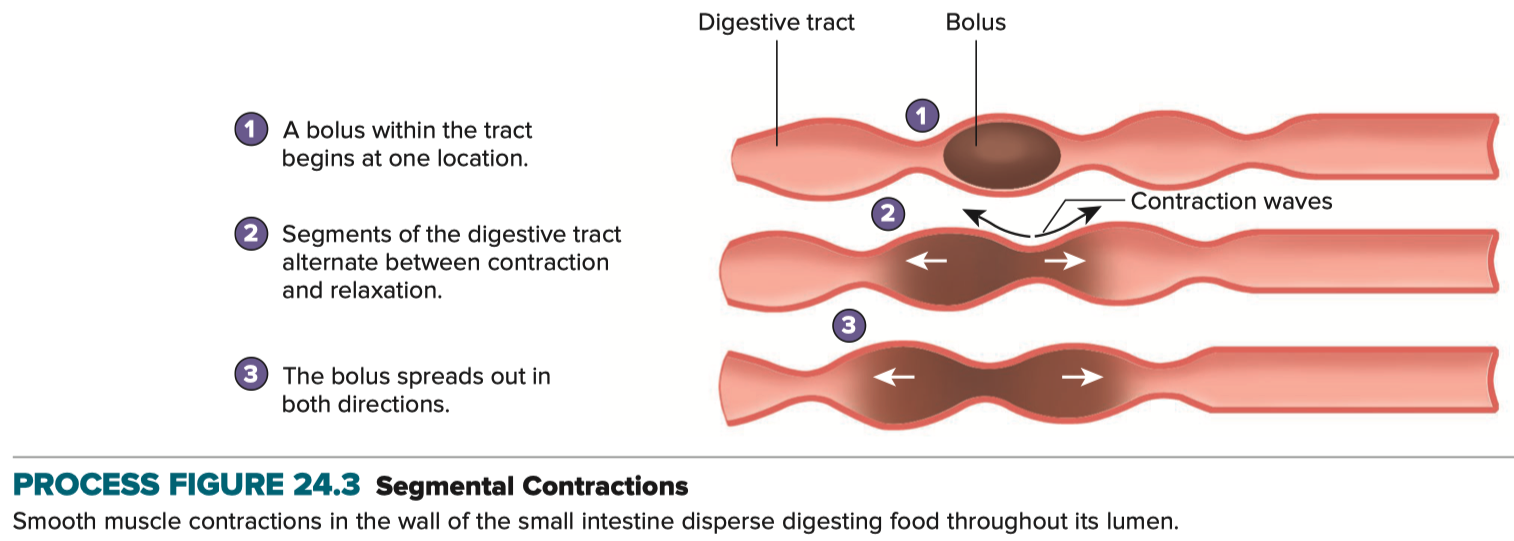 Digestive tract
Bolus
1 A bolus within the tract
begins at one location.
1
2 Segments of the digestive tract
alternate between contraction
and relaxation.
2
Contraction waves
3 The bolus spreads out in
both directions.
3
PROCESS FIGURE 24.3 Segmental Contractions
Smooth muscle contractions in the wall of the small intestine disperse digesting food throughout its lumen.